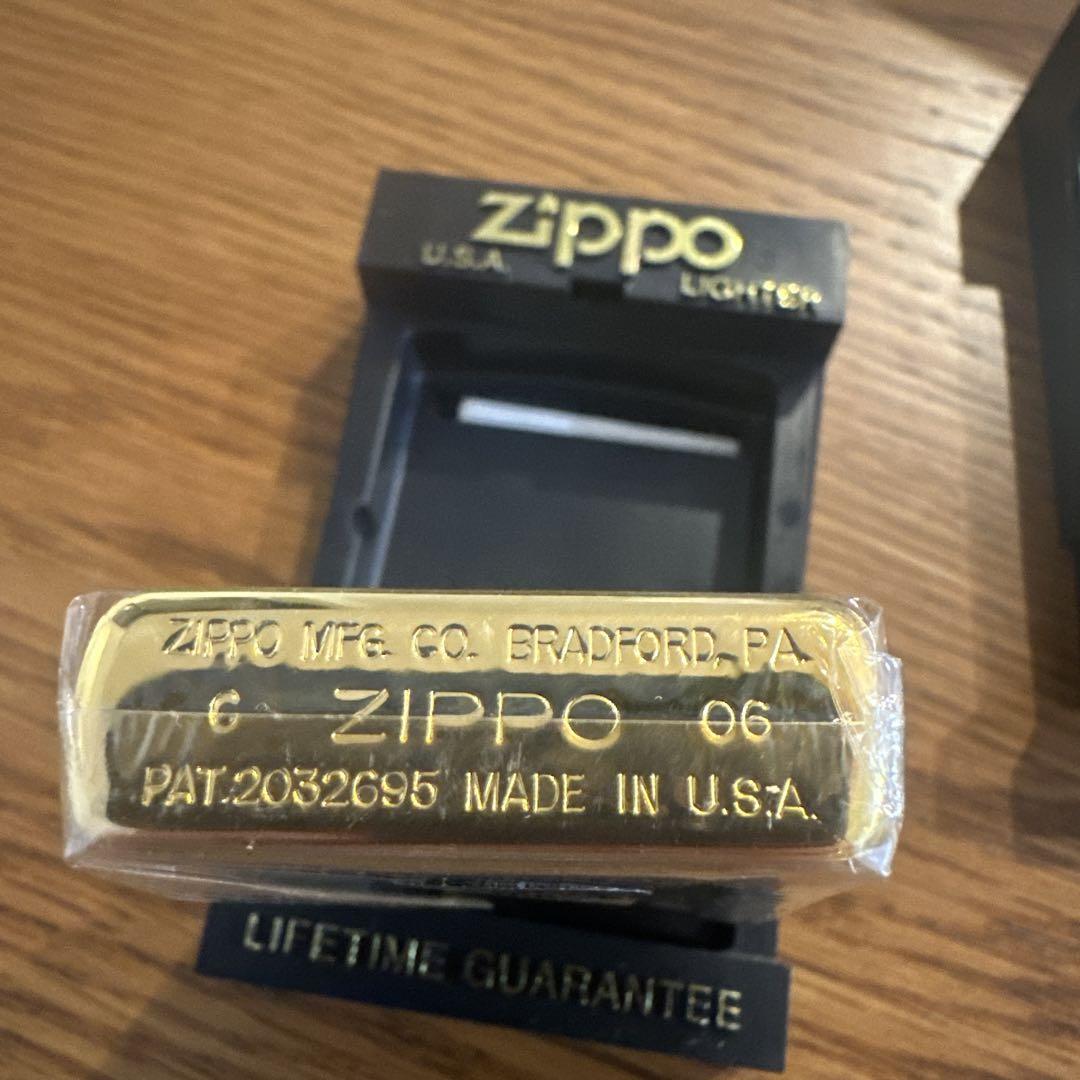 Zippo
U.S.A. LIGHTER
ZIPPO MFG. CO. BRADFORD, PA.
C ZIPPO 06
PAT.2032695 MADE IN U.S.A.
LIFETIME GUARANTEE